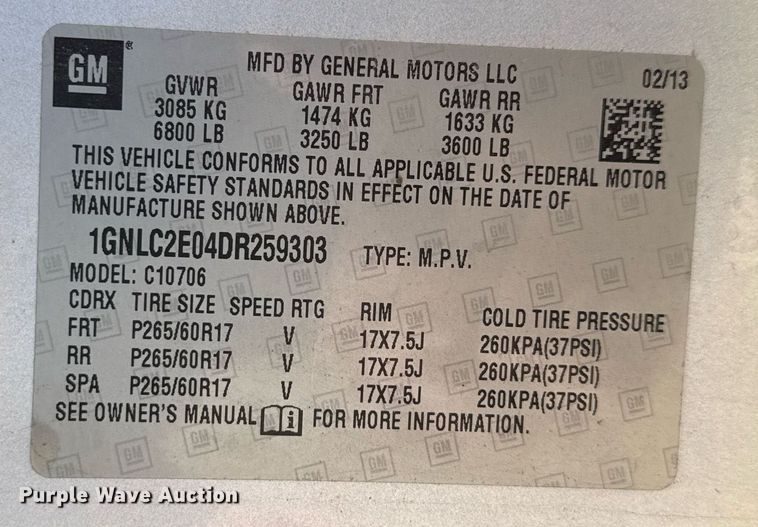 GM ®
MFD BY GENERAL MOTORS LLC 02/13
GVWR GAWR FRT GAWR RR
3085 KG 1474 KG 1633 KG
6800 LB 3250 LB 3600 LB
THIS VEHICLE CONFORMS TO ALL APPLICABLE U.S. FEDERAL MOTOR
VEHICLE SAFETY STANDARDS IN EFFECT ON THE DATE OF
MANUFACTURE SHOWN ABOVE.
1GNLC2E04DR259303 TYPE: M.P.V.
MODEL: C10706
CDRX TIRE SIZE SPEED RTG RIM COLD TIRE PRESSURE
FRT P265/60R17 V 17X7.5J 260KPA(37PSI)
RR P265/60R17 V 17X7.5J 260KPA(37PSI)
SPA P265/60R17 V 17X7.5J 260KPA(37PSI)
SEE OWNER'S MANUAL i FOR MORE INFORMATION.
Purple Wave Auction